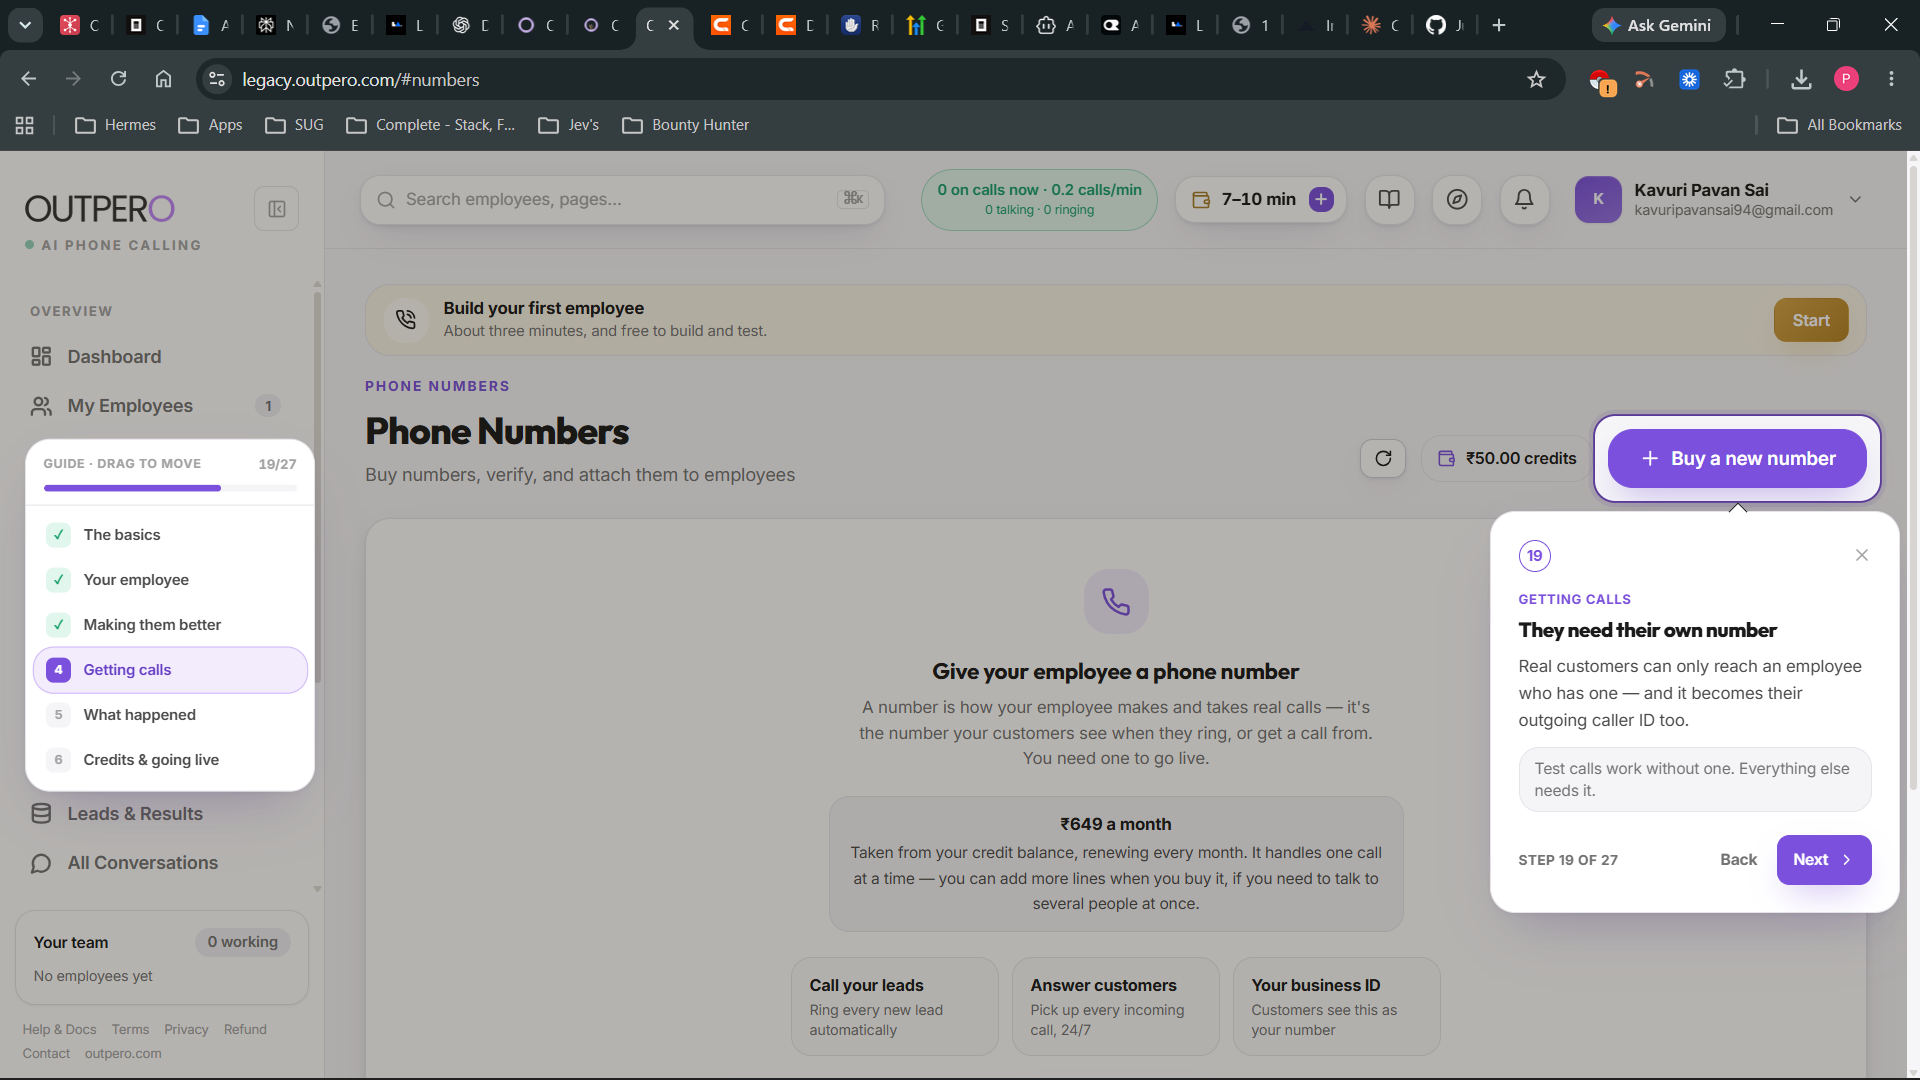 Ask Gemini
legacy.outpero.com/#numbers
P
Hermes
Apps
SUG
Complete - Stack, F...
Jev's
Bounty Hunter
All Bookmarks
OUTPERO
AI PHONE CALLING
Search employees, pages...
⌘K
0 on calls now · 0.2 calls/min
0 talking · 0 ringing
7–10 min
K
Kavuri Pavan Sai
kavuripavansai94@gmail.com
OVERVIEW
Dashboard
My Employees
1
GUIDE · DRAG TO MOVE
19/27
The basics
Your employee
Making them better
4
Getting calls
5
What happened
6
Credits & going live
Leads & Results
All Conversations
Your team
0 working
No employees yet
Help & Docs
Terms
Privacy
Refund
Contact
outpero.com
Build your first employee
About three minutes, and free to build and test.
Start
PHONE NUMBERS
Phone Numbers
Buy numbers, verify, and attach them to employees
₹50.00 credits
+ Buy a new number
Give your employee a phone number
A number is how your employee makes and takes real calls — it's
the number your customers see when they ring, or get a call from.
You need one to go live.
₹649 a month
Taken from your credit balance, renewing every month. It handles one call
at a time — you can add more lines when you buy it, if you need to talk to
several people at once.
Call your leads
Ring every new lead
automatically
Answer customers
Pick up every incoming
call, 24/7
Your business ID
Customers see this as
your number
19
GETTING CALLS
They need their own number
Real customers can only reach an employee
who has one — and it becomes their
outgoing caller ID too.
Test calls work without one. Everything else
needs it.
STEP 19 OF 27
Back
Next